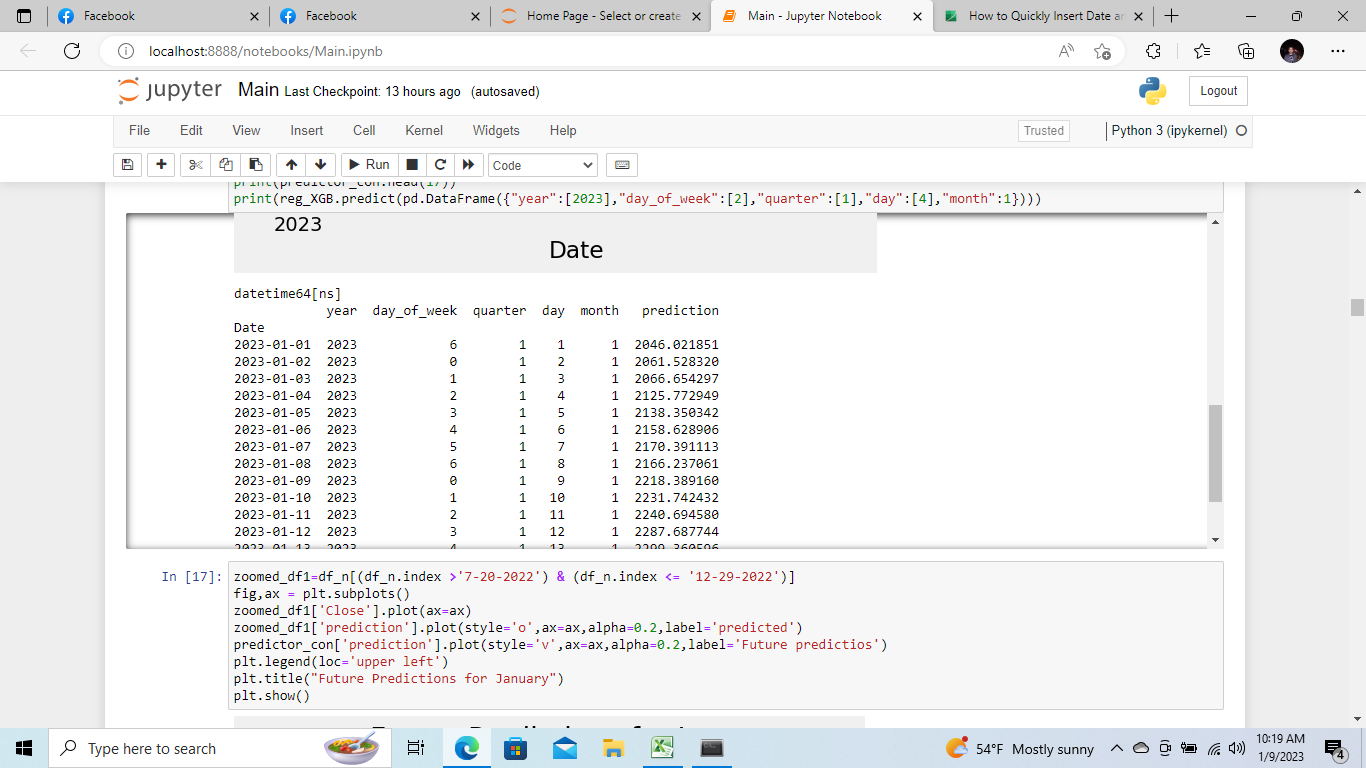 Facebook
Facebook
Home Page - Select or create
Main - Jupyter Notebook
How to Quickly Insert Date ar
localhost:8888/notebooks/Main.ipynb
jupyter Main Last Checkpoint: 13 hours ago (autosaved)
Logout
File Edit View Insert Cell Kernel Widgets Help
Trusted
Python 3 (ipykernel)
Run
Code
print(predictor_con.head(17))
print(reg_XGB.predict(pd.DataFrame({"year":[2023],"day_of_week":[2],"quarter":[1],"day":[4],"month":1})))
2023
Date
datetime64[ns]
year day_of_week quarter day month prediction
Date
2023-01-01 2023 6 1 1 1 2046.021851
2023-01-02 2023 0 1 2 1 2061.528320
2023-01-03 2023 1 1 3 1 2066.654297
2023-01-04 2023 2 1 4 1 2125.772949
2023-01-05 2023 3 1 5 1 2138.350342
2023-01-06 2023 4 1 6 1 2158.628906
2023-01-07 2023 5 1 7 1 2170.391113
2023-01-08 2023 6 1 8 1 2166.237061
2023-01-09 2023 0 1 9 1 2218.389160
2023-01-10 2023 1 1 10 1 2231.742432
2023-01-11 2023 2 1 11 1 2240.694580
2023-01-12 2023 3 1 12 1 2287.687744
2023-01-13 2023 4 1 13 1 2299.360596
In [17]:
zoomed_df1=df_n[(df_n.index >'7-20-2022') & (df_n.index <= '12-29-2022')]
fig,ax = plt.subplots()
zoomed_df1['Close'].plot(ax=ax)
zoomed_df1['prediction'].plot(style='o',ax=ax,alpha=0.2,label='predicted')
predictor_con['prediction'].plot(style='v',ax=ax,alpha=0.2,label='Future predictios')
plt.legend(loc='upper left')
plt.title("Future Predictions for January")
plt.show()
Type here to search
54°F Mostly sunny
10:19 AM
1/9/2023
4